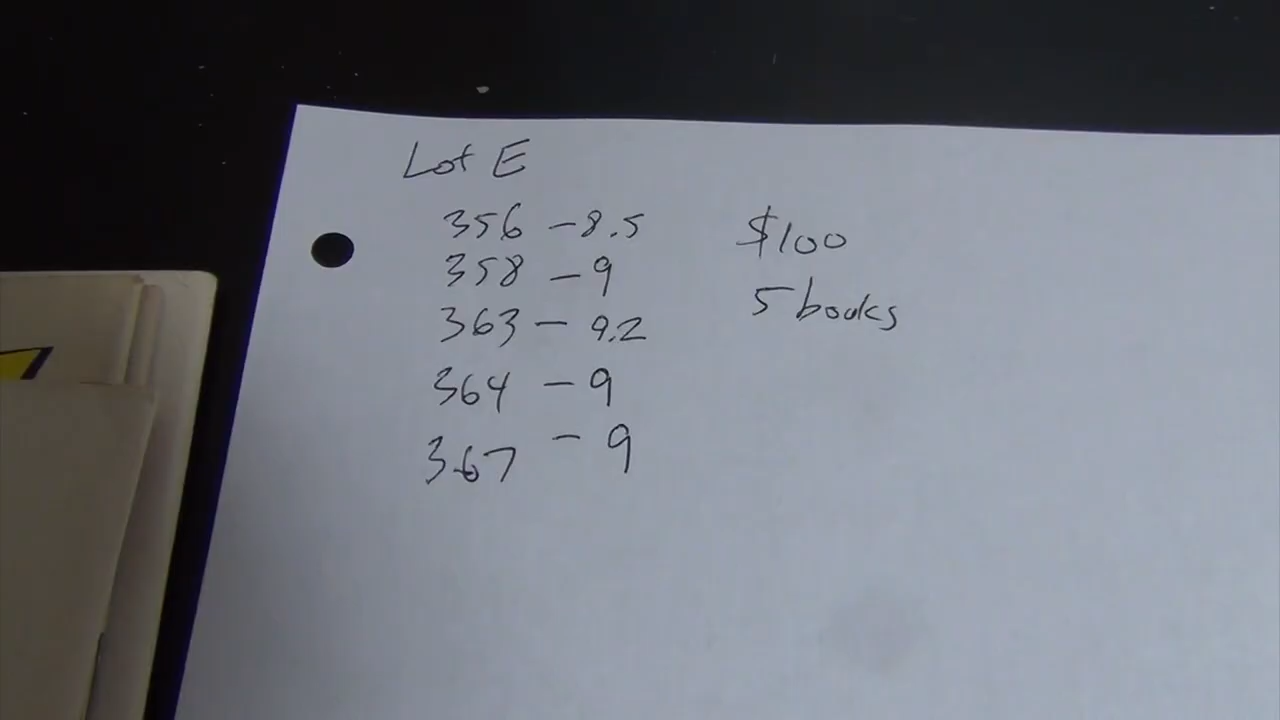 Lot E
356 - 8.5
358 - 9
363 - 9.2
364 - 9
367 - 9
$100
5 books